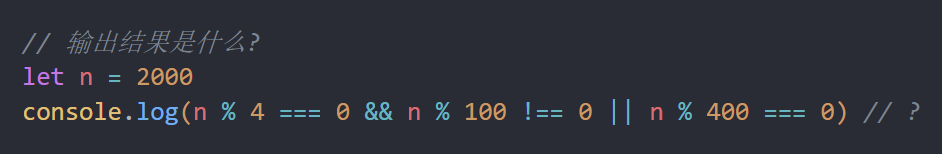 // 输出结果是什么?
let n = 2000
console.log(n % 4 === 0 && n % 100 !== 0 || n % 400 === 0) // ?